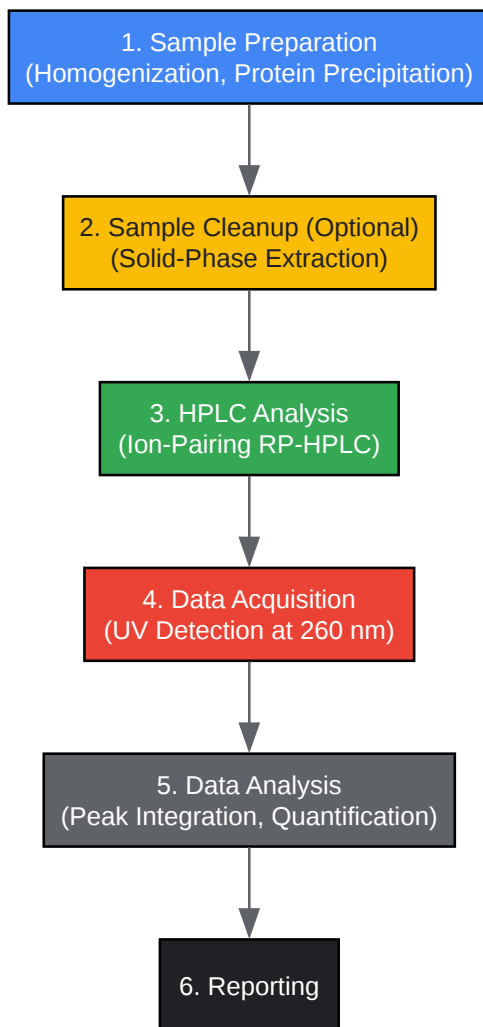 1. Sample Preparation
(Homogenization, Protein Precipitation)
2. Sample Cleanup (Optional)
(Solid-Phase Extraction)
3. HPLC Analysis
(Ion-Pairing RP-HPLC)
4. Data Acquisition
(UV Detection at 260 nm)
5. Data Analysis
(Peak Integration, Quantification)
6. Reporting